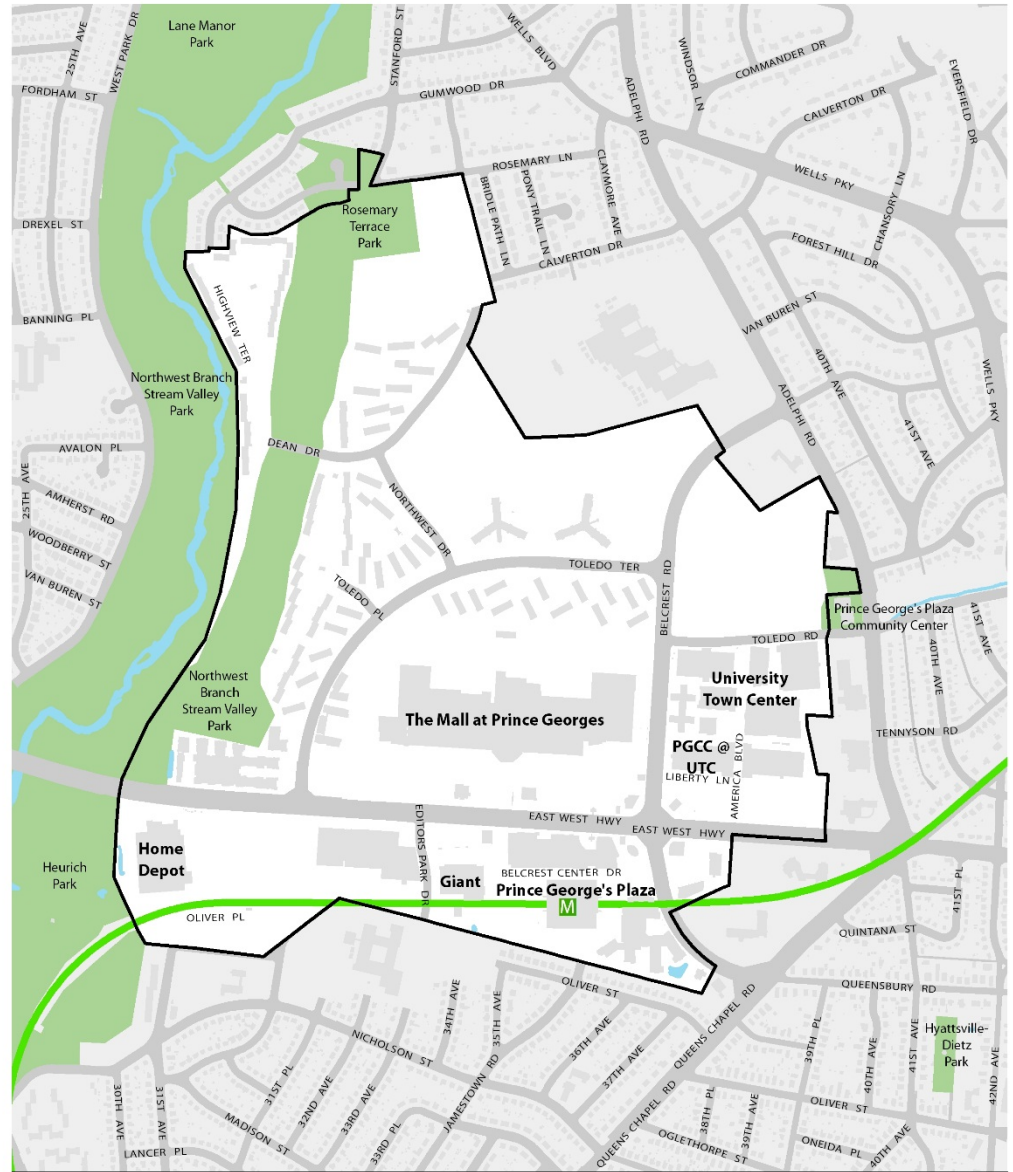 Lane Manor
Park
25TH AVE
WEST PARK DR
STANFORD ST
WELLS BLVD
ADELPHI RD
WINDSOR LN
COMMANDER DR
EVERSFIELD DR
FORDHAM ST
GUMWOOD DR
CALVERTON DR
ROSEMARY LN
CLAYMORE AVE
WELLS PKY
CHANSORY LN
BRIDLE PATH LN
PONY TRAIL LN
Rosemary
Terrace
Park
DREXEL ST
CALVERTON DR
FOREST HILL DR
HIGHVIEW TER
VAN BUREN ST
BANNING PL
40TH AVE
WELLS PKY
Northwest Branch
Stream Valley
Park
ADELPHI RD
41ST AVE
DEAN DR
AVALON PL
25TH AVE
AMHERST RD
NORTHWEST DR
WOODBERRY ST
TOLEDO TER
VAN BUREN ST
TOLEDO PL
BELCREST RD
Prince George's Plaza
Community Center
41ST AVE
TOLEDO RD
40TH AVE
Northwest
Branch
Stream Valley
Park
University
Town Center
The Mall at Prince Georges
TENNYSON RD
PGCC @
UTC
LIBERTY LN
AMERICA BLVD
EDITORS PARK DR
EAST WEST HWY
EAST WEST HWY
Home
Depot
Heurich
Park
Giant
BELCREST CENTER DR
Prince George's Plaza
M
41ST PL
OLIVER PL
QUINTANA ST
OLIVER ST
QUEENSBURY RD
34TH AVE
35TH AVE
QUEENS CHAPEL RD
NICHOLSON ST
36TH AVE
37TH AVE
39TH PL
40TH AVE
41ST AVE
Hyattsville-
Dietz
Park
42ND AVE
30TH AVE
31ST AVE
31ST PL
32ND AVE
33RD AVE
33RD PL
JAMESTOWN RD
MADISON ST
LANCER PL
QUEENS CHAPEL RD
38TH PL
39TH AVE
OLIVER ST
OGLETHORPE ST
ONEIDA PL
40TH AVE